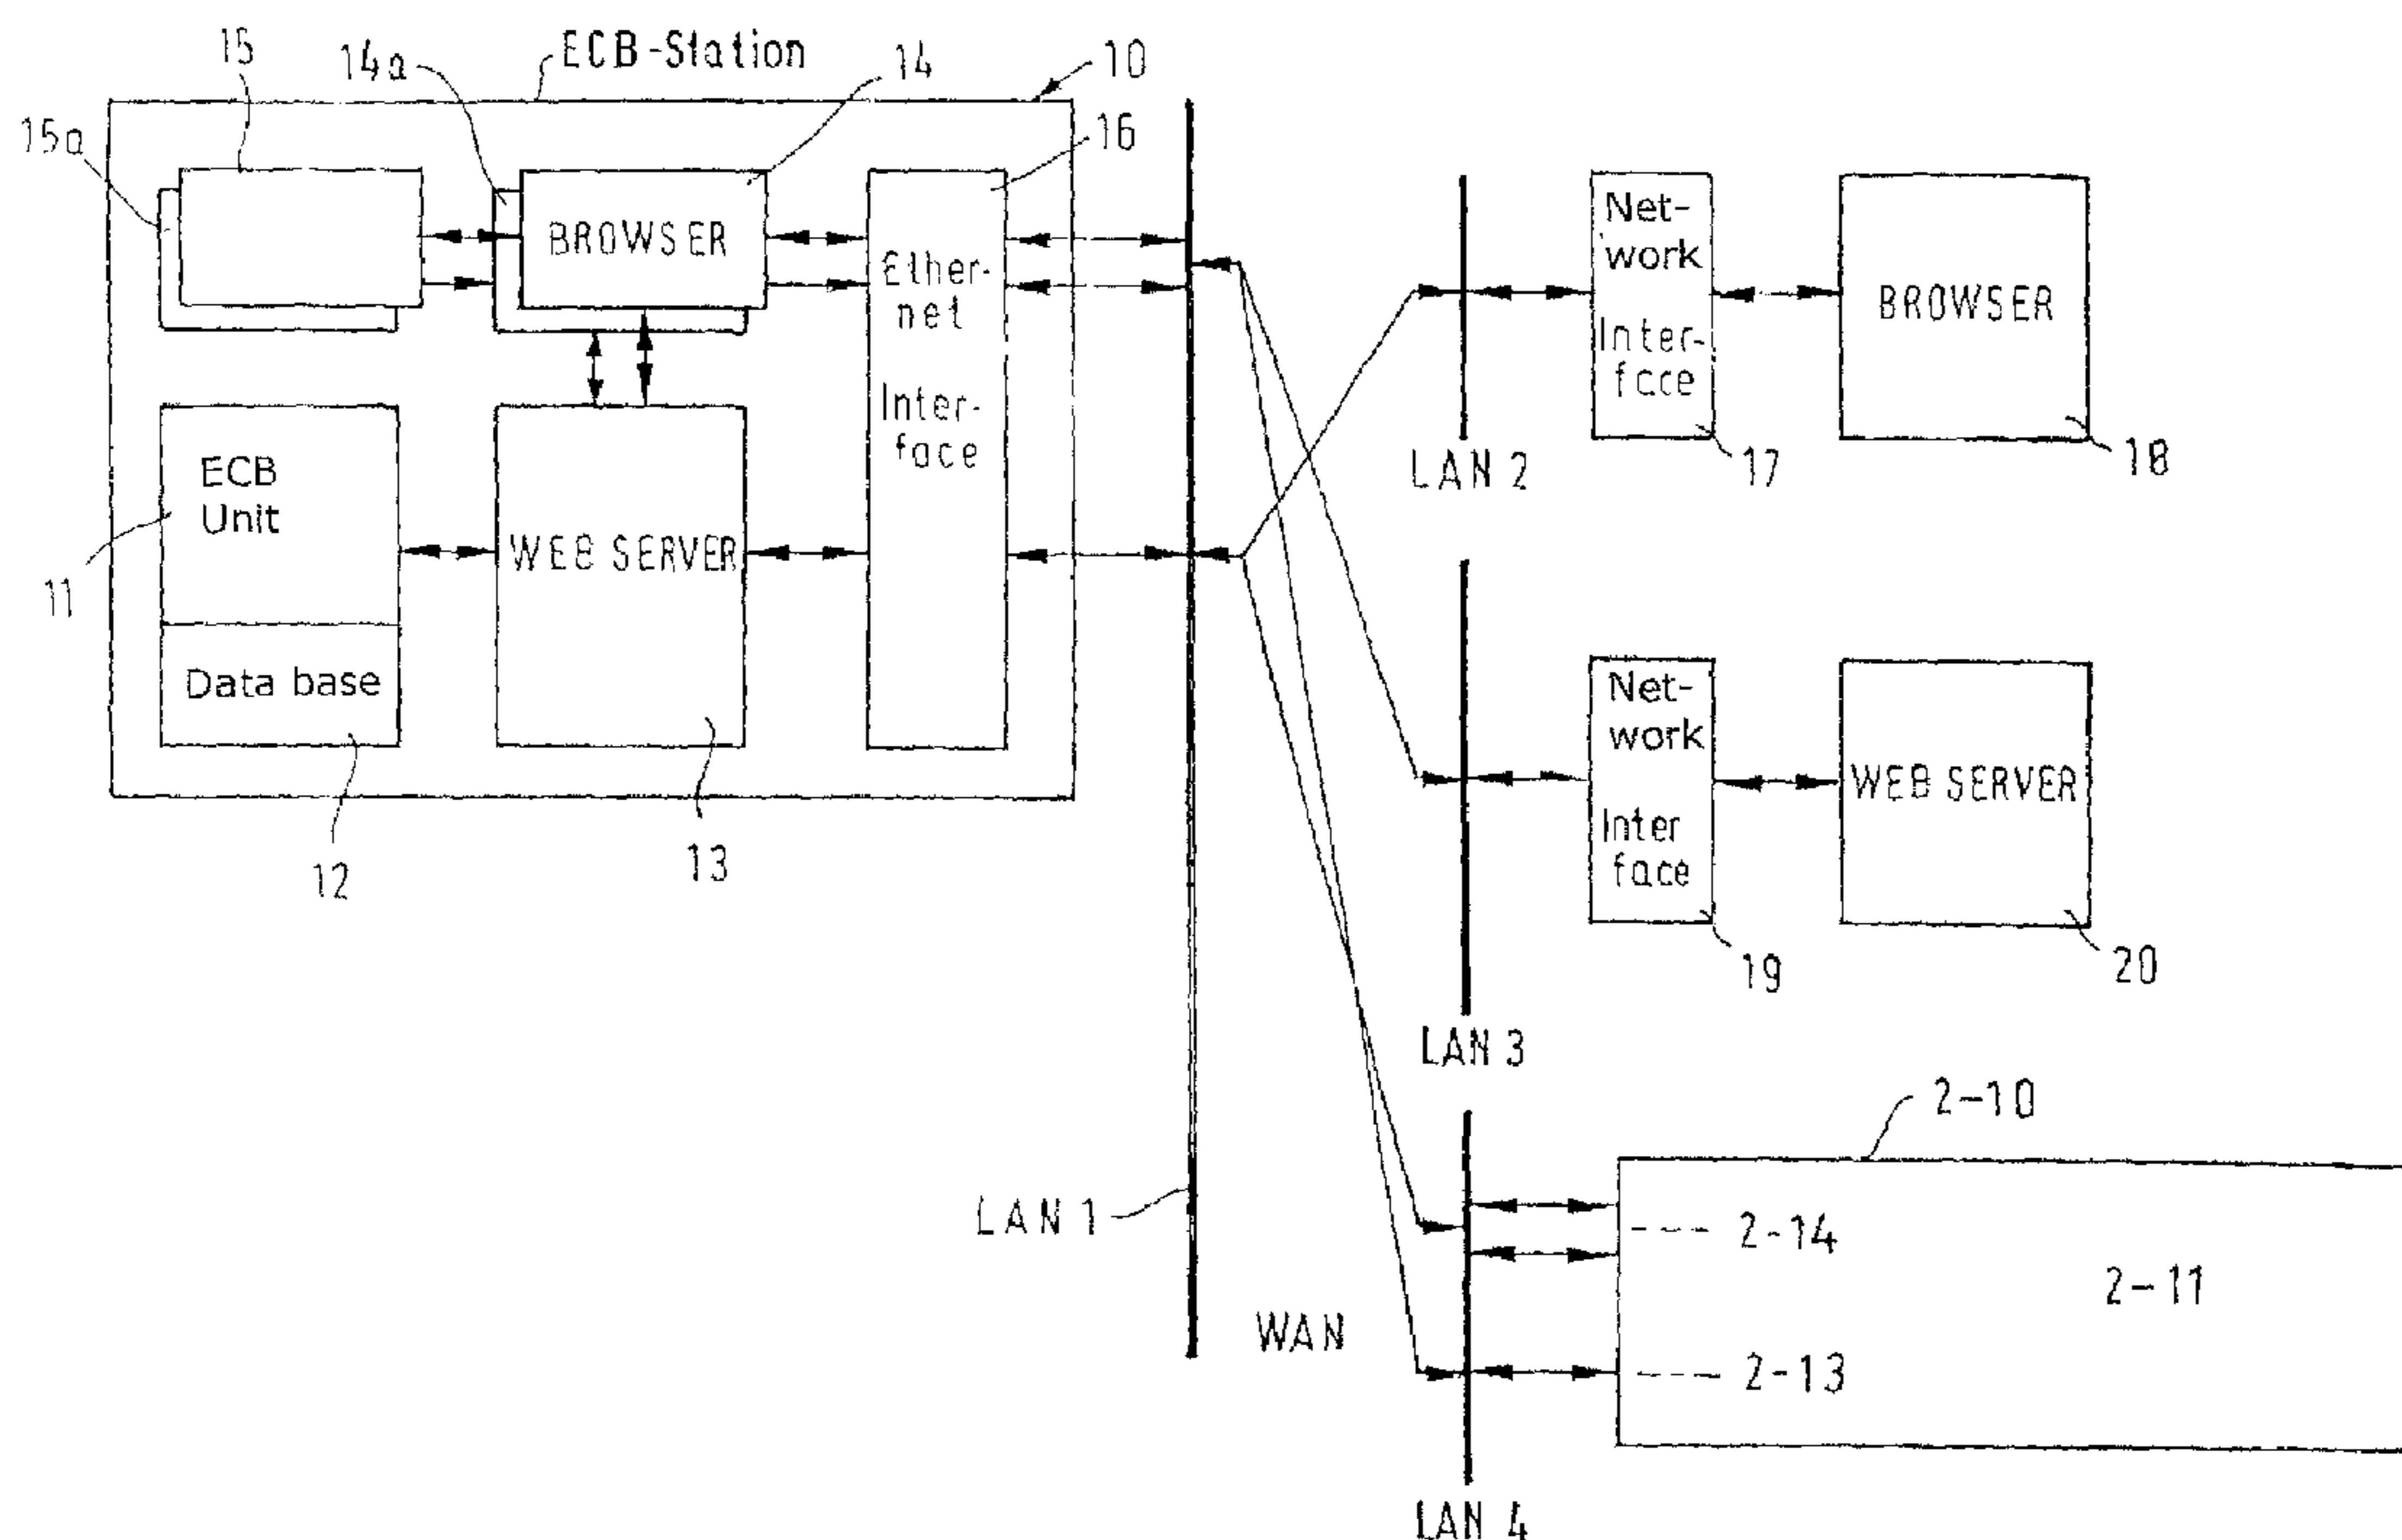 15
14a
ECB-Station
14
10
15a
16
BROWSER
Ether-
net
Inter-
face
ECB
Unit
WEB SERVER
11
Data base
12
13
Net-
work
Inter-
fcce
BROWSER
LAN 2
17
18
Net-
work
Inter
face
WEB SERVER
19
20
LAN 3
2-10
LAN 1
2-14
2-11
WAN
2-13
LAN 4